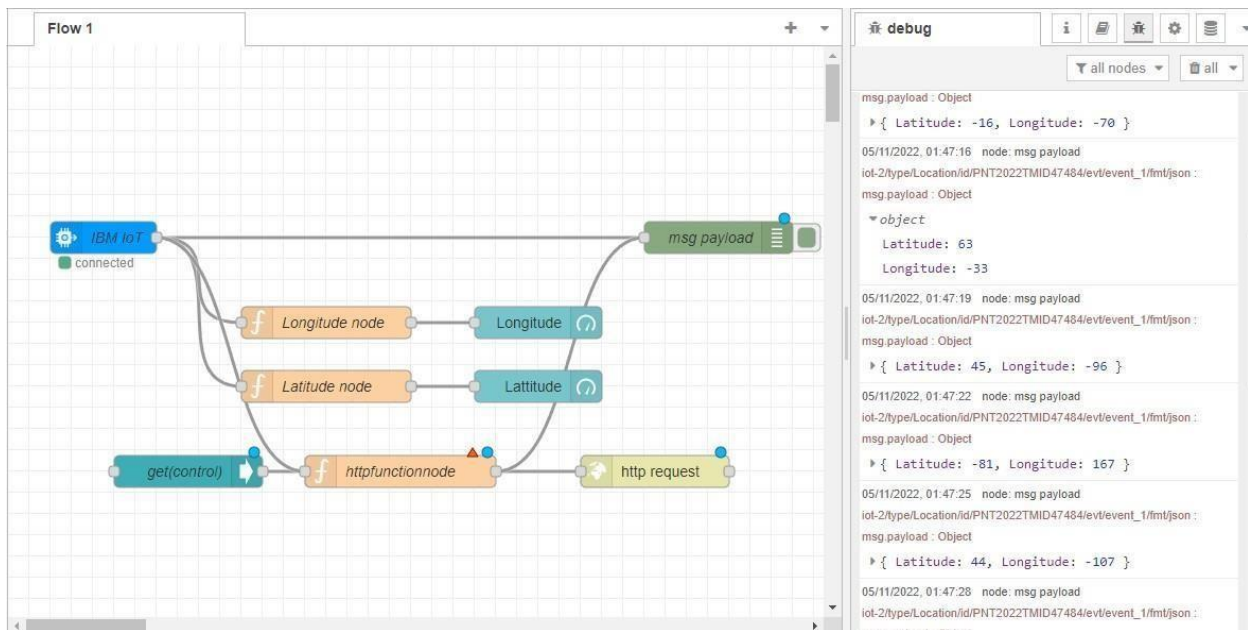 Flow 1
IBM IoT
connected
msg payload
Longitude node
Longitude
Latitude node
Lattitude
get(control)
httpfunctionnode
http request
debug
all nodes
all
msg.payload : Object
{ Latitude: -16, Longitude: -70 }
05/11/2022, 01:47:16 node: msg payload
iot-2/type/Location/id/PNT2022TMID47484/evt/event_1/fmt/json :
msg.payload : Object
object
Latitude: 63
Longitude: -33
05/11/2022, 01:47:19 node: msg payload
iot-2/type/Location/id/PNT2022TMID47484/evt/event_1/fmt/json :
msg.payload : Object
{ Latitude: 45, Longitude: -96 }
05/11/2022, 01:47:22 node: msg payload
iot-2/type/Location/id/PNT2022TMID47484/evt/event_1/fmt/json :
msg.payload : Object
{ Latitude: -81, Longitude: 167 }
05/11/2022, 01:47:25 node: msg payload
iot-2/type/Location/id/PNT2022TMID47484/evt/event_1/fmt/json :
msg.payload : Object
{ Latitude: 44, Longitude: -107 }
05/11/2022, 01:47:28 node: msg payload
iot-2/type/Location/id/PNT2022TMID47484/evt/event_1/fmt/json :